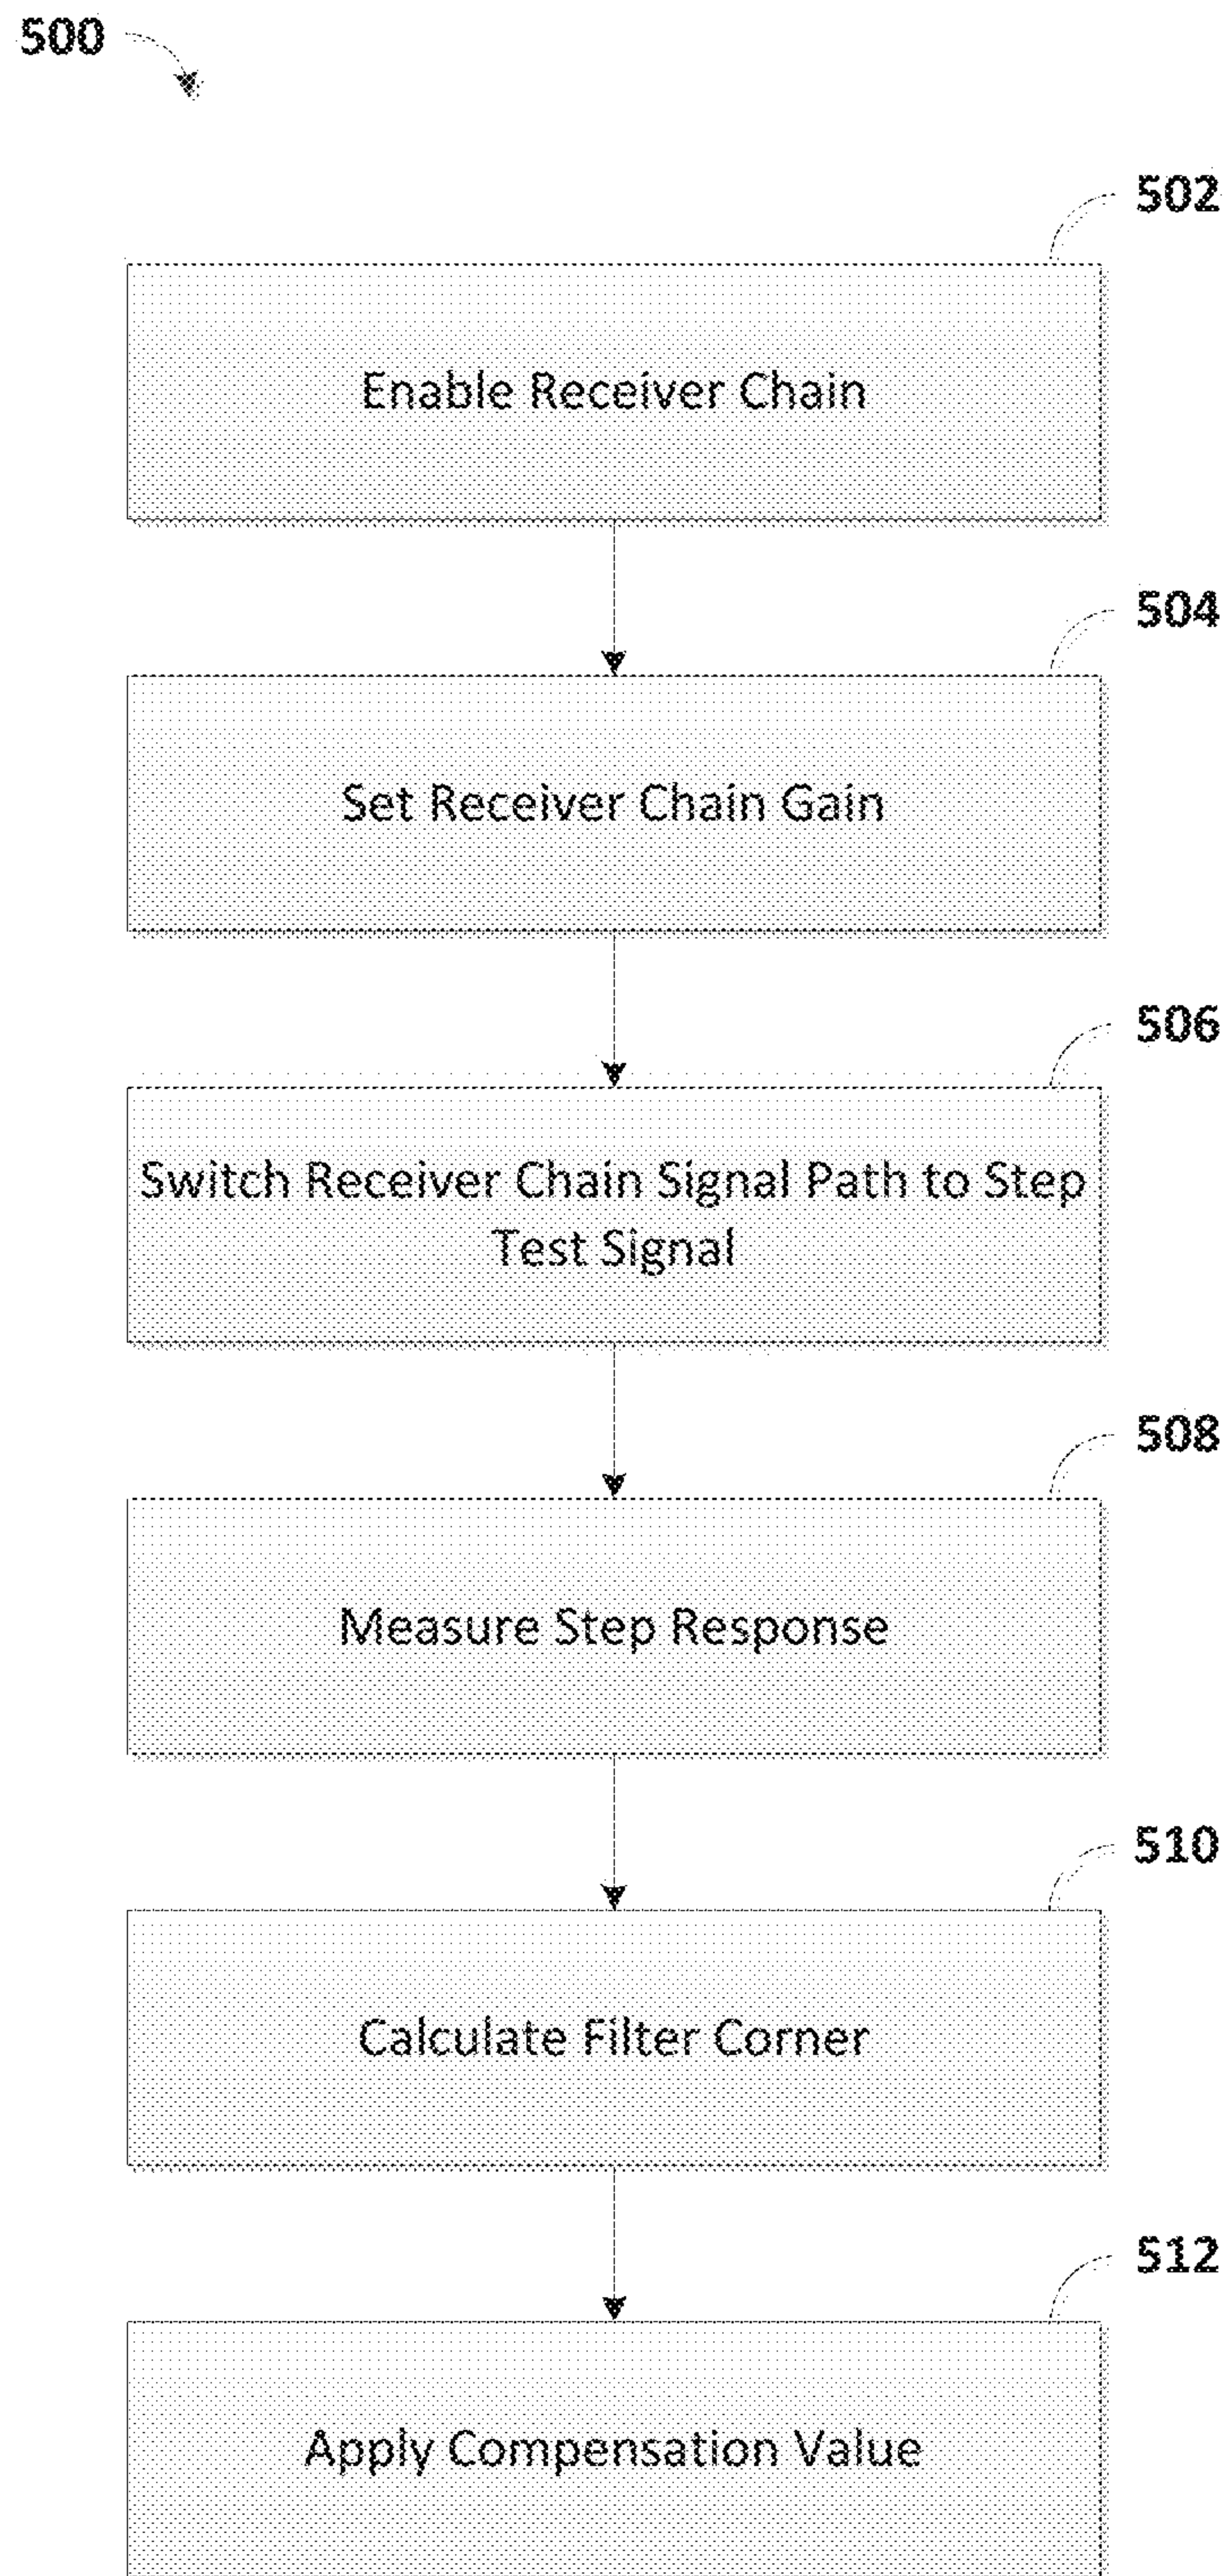 500
502
Enable Receiver Chain
504
Set Receiver Chain Gain
506
Switch Receiver Chain Signal Path to Step
Test Signal
508
Measure Step Response
510
Calculate Filter Corner
512
Apply Compensation Value